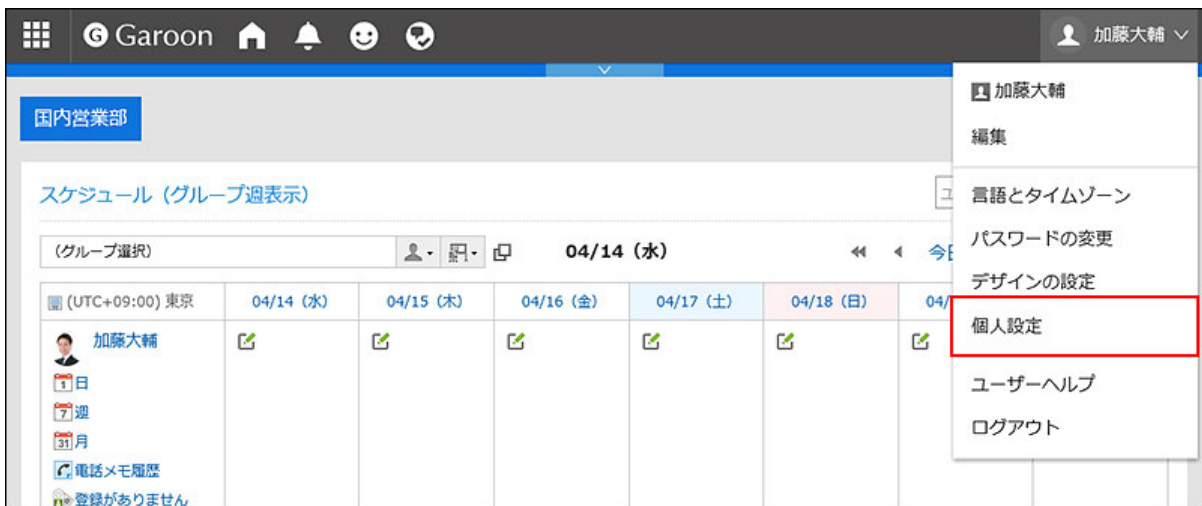 Garoon
加藤大輔
加藤大輔
編集
言語とタイムゾーン
パスワードの変更
デザインの設定
個人設定
ユーザーヘルプ
ログアウト
国内営業部
スケジュール（グループ週表示）
(グループ選択)
04/14（水）
今日
(UTC+09:00) 東京
04/14（水）
04/15（木）
04/16（金）
04/17（土）
04/18（日）
04/
加藤大輔
1 日
7 週
31 月
電話メモ履歴
登録がありません